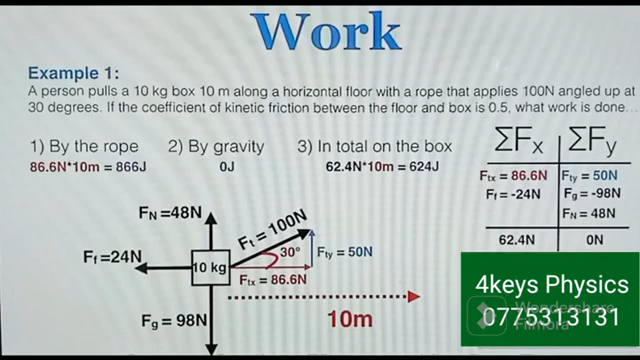 Work
Example 1:
A person pulls a 10 kg box 10 m along a horizontal floor with a rope that applies 100N angled up at
30 degrees. If the coefficient of kinetic friction between the floor and box is 0.5, what work is done...
1) By the rope
86.6N*10m = 866J
2) By gravity
0J
3) In total on the box
62.4N*10m = 624J
ΣFx ΣFy
Ftx = 86.6N Fty = 50N
Ff = -24N Fg = -98N
FN = 48N
62.4N 0N
FN =48N
Ft = 100N
30°
Fty = 50N
Ff=24N
10 kg
Ftx = 86.6N
Fg = 98N
10m
4keys Physics
0775313131
Wondershare
Filmora